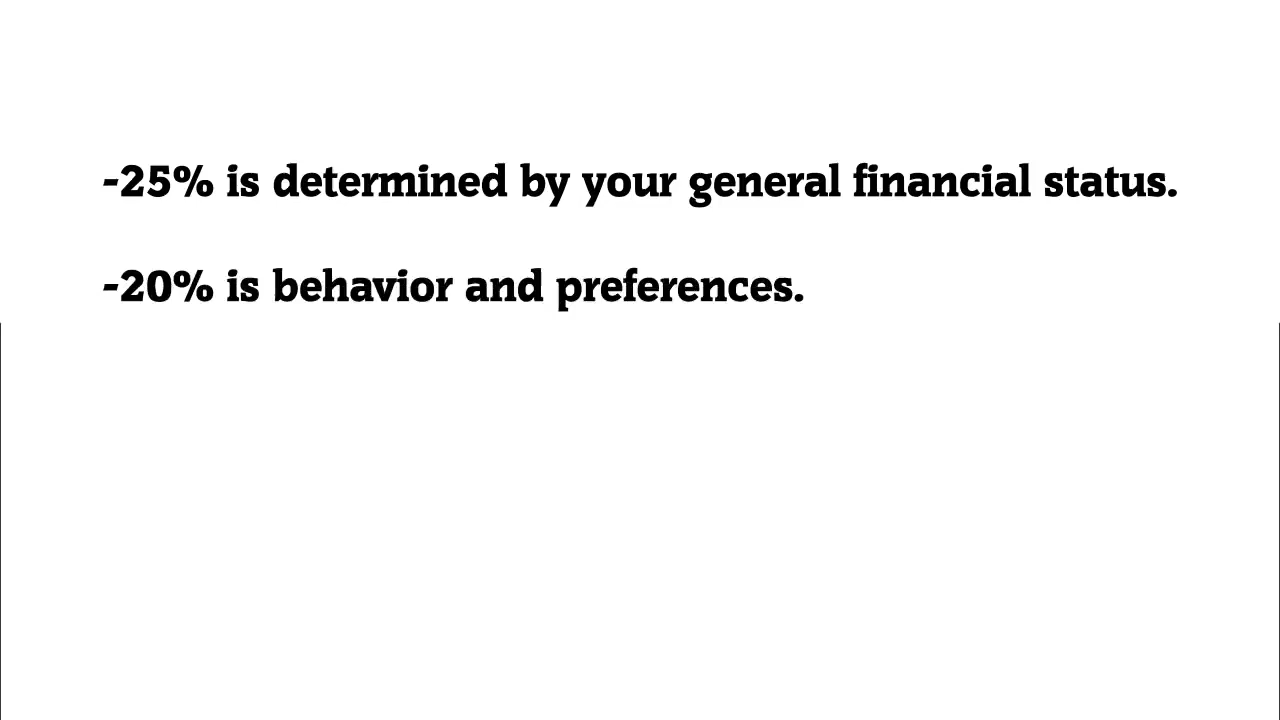 -25% is determined by your general financial status.
-20% is behavior and preferences.